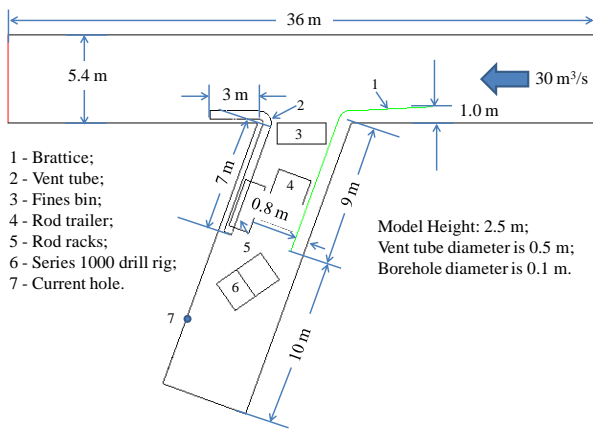 36 m
5.4 m
30 m³/s
3 m
2
1
1.0 m
3
1 - Brattice;
2 - Vent tube;
3 - Fines bin;
4 - Rod trailer;
5 - Rod racks;
6 - Series 1000 drill rig;
7 - Current hole.
7 m
4
0.8 m
9 m
5
6
Model Height: 2.5 m;
Vent tube diameter is 0.5 m;
Borehole diameter is 0.1 m.
7
10 m